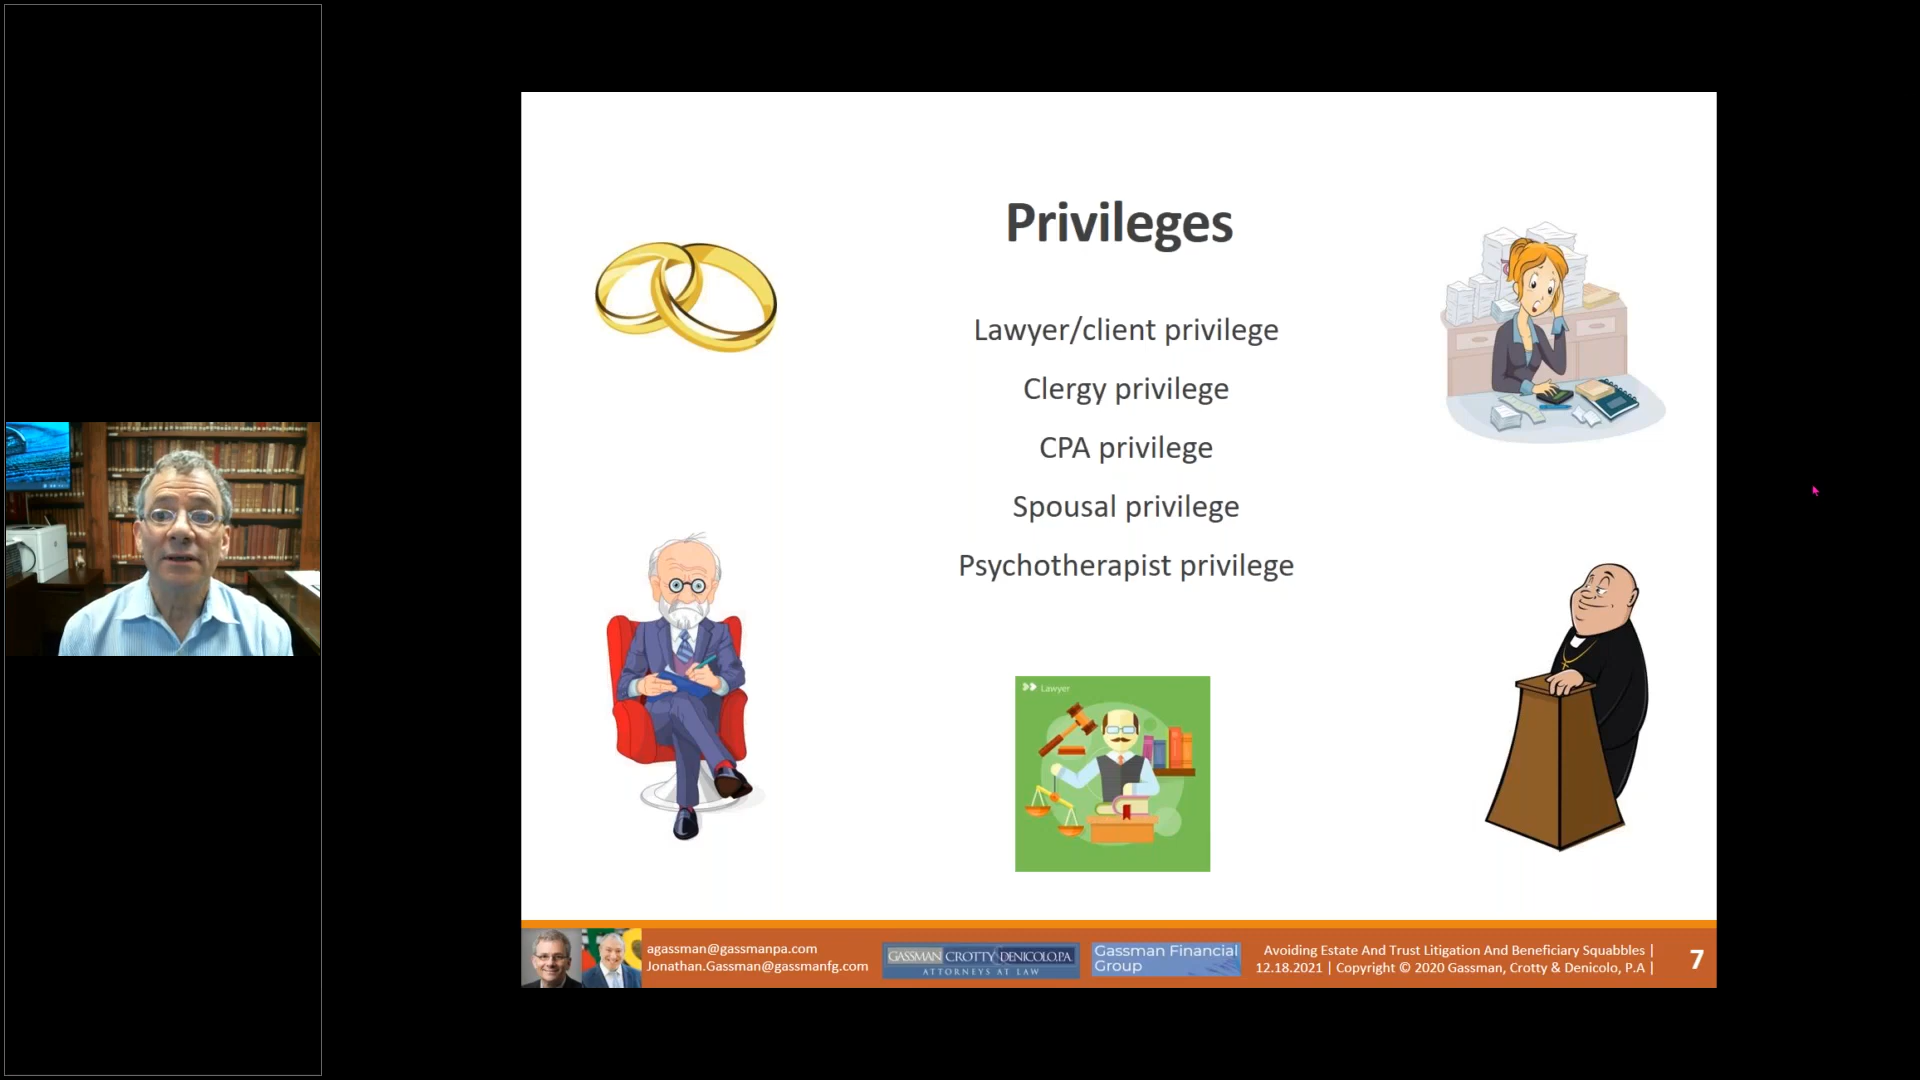 Privileges
Lawyer/client privilege
Clergy privilege
CPA privilege
Spousal privilege
Psychotherapist privilege
Lawyer
agassman@gassmanpa.com
Jonathan.Gassman@gassmanfg.com
GASSMAN CROTTY DENICOLO, P.A.
ATTORNEYS AT LAW
Gassman Financial
Group
Avoiding Estate And Trust Litigation And Beneficiary Squabbles |
12.18.2021 | Copyright © 2020 Gassman, Crotty & Denicolo, P.A |
7